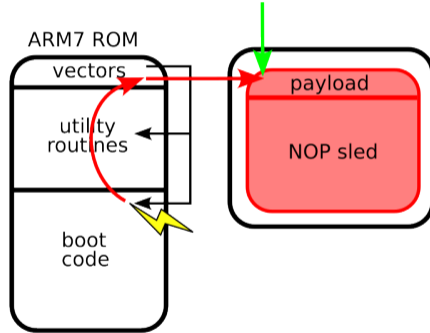 ARM7 ROM
vectors
utility
routines
boot
code
payload
NOP sled